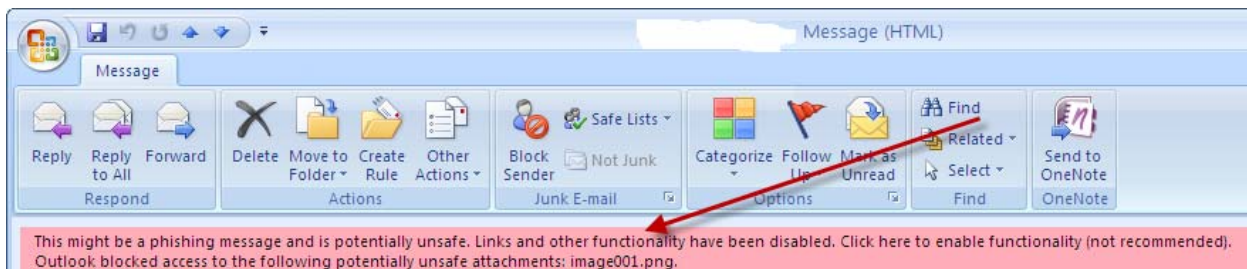 Message (HTML)
Message
Reply
Reply to All
Forward
Respond
Delete
Move to Folder
Create Rule
Other Actions
Actions
Block Sender
Safe Lists
Not Junk
Junk E-mail
Categorize
Follow Up
Mark as Unread
Options
Find
Related
Select
Find
Send to OneNote
OneNote
This might be a phishing message and is potentially unsafe. Links and other functionality have been disabled. Click here to enable functionality (not recommended).
Outlook blocked access to the following potentially unsafe attachments: image001.png.